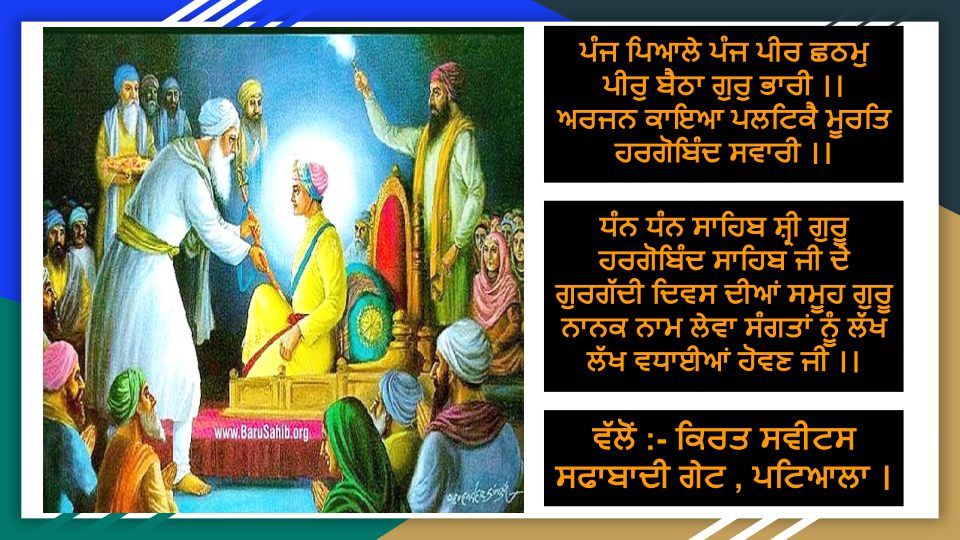 ਪੰਜ ਪਿਆਲੇ ਪੰਜ ਪੀਰ ਛਠਮੁ
ਪੀਰੁ ਬੈਠਾ ਗੁਰੁ ਭਾਰੀ ।।
ਅਰਜਨ ਕਾਇਆ ਪਲਟਿਕੈ ਮੂਰਤਿ
ਹਰਗੋਬਿੰਦ ਸਵਾਰੀ ।।
ਧੰਨ ਧੰਨ ਸਾਹਿਬ ਸ਼੍ਰੀ ਗੁਰੂ
ਹਰਗੋਬਿੰਦ ਸਾਹਿਬ ਜੀ ਦੇ
ਗੁਰਗੱਦੀ ਦਿਵਸ ਦੀਆਂ ਸਮੂਹ ਗੁਰੂ
ਨਾਨਕ ਨਾਮ ਲੇਵਾ ਸੰਗਤਾਂ ਨੂੰ ਲੱਖ
ਲੱਖ ਵਧਾਈਆਂ ਹੋਵਣ ਜੀ ।।
ਵੱਲੋਂ :- ਕਿਰਤ ਸਵੀਟਸ
ਸਫਾਬਾਦੀ ਗੇਟ , ਪਟਿਆਲਾ |
www.BaruSahib.org